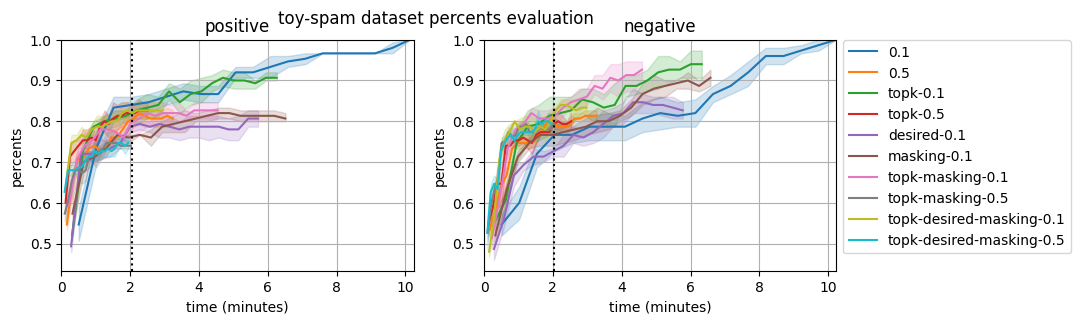 toy-spam dataset percents evaluation
positive
negative
1.0
0.9
0.8
0.7
0.6
0.5
percents
0
2
4
6
8
10
time (minutes)
1.0
0.9
0.8
0.7
0.6
0.5
percents
0
2
4
6
8
10
time (minutes)
0.1
0.5
topk-0.1
topk-0.5
desired-0.1
masking-0.1
topk-masking-0.1
topk-masking-0.5
topk-desired-masking-0.1
topk-desired-masking-0.5